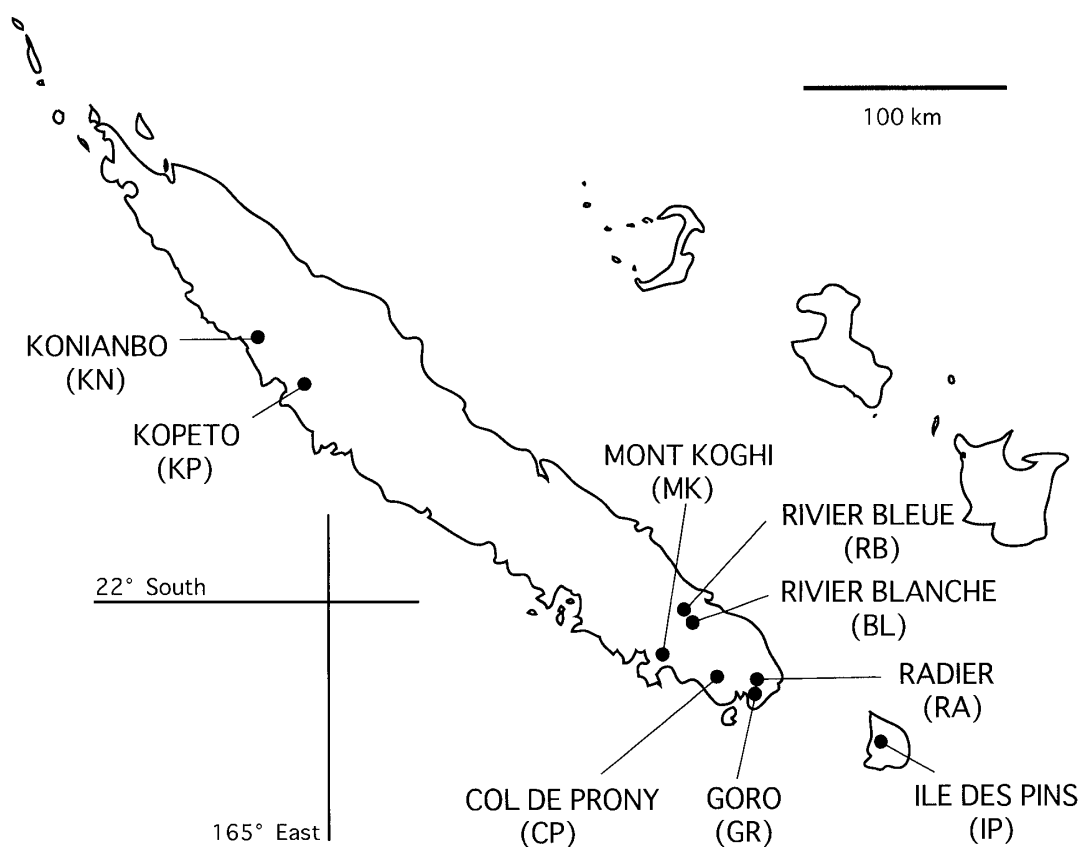 100 km
KONIANBO
(KN)
KOPETO
(KP)
MONT KOGHI
(MK)
RIVIER BLEUE
(RB)
22° South
RIVIER BLANCHE
(BL)
RADIER
(RA)
COL DE PRONY
(CP)
GORO
(GR)
ILE DES PINS
(IP)
165° East